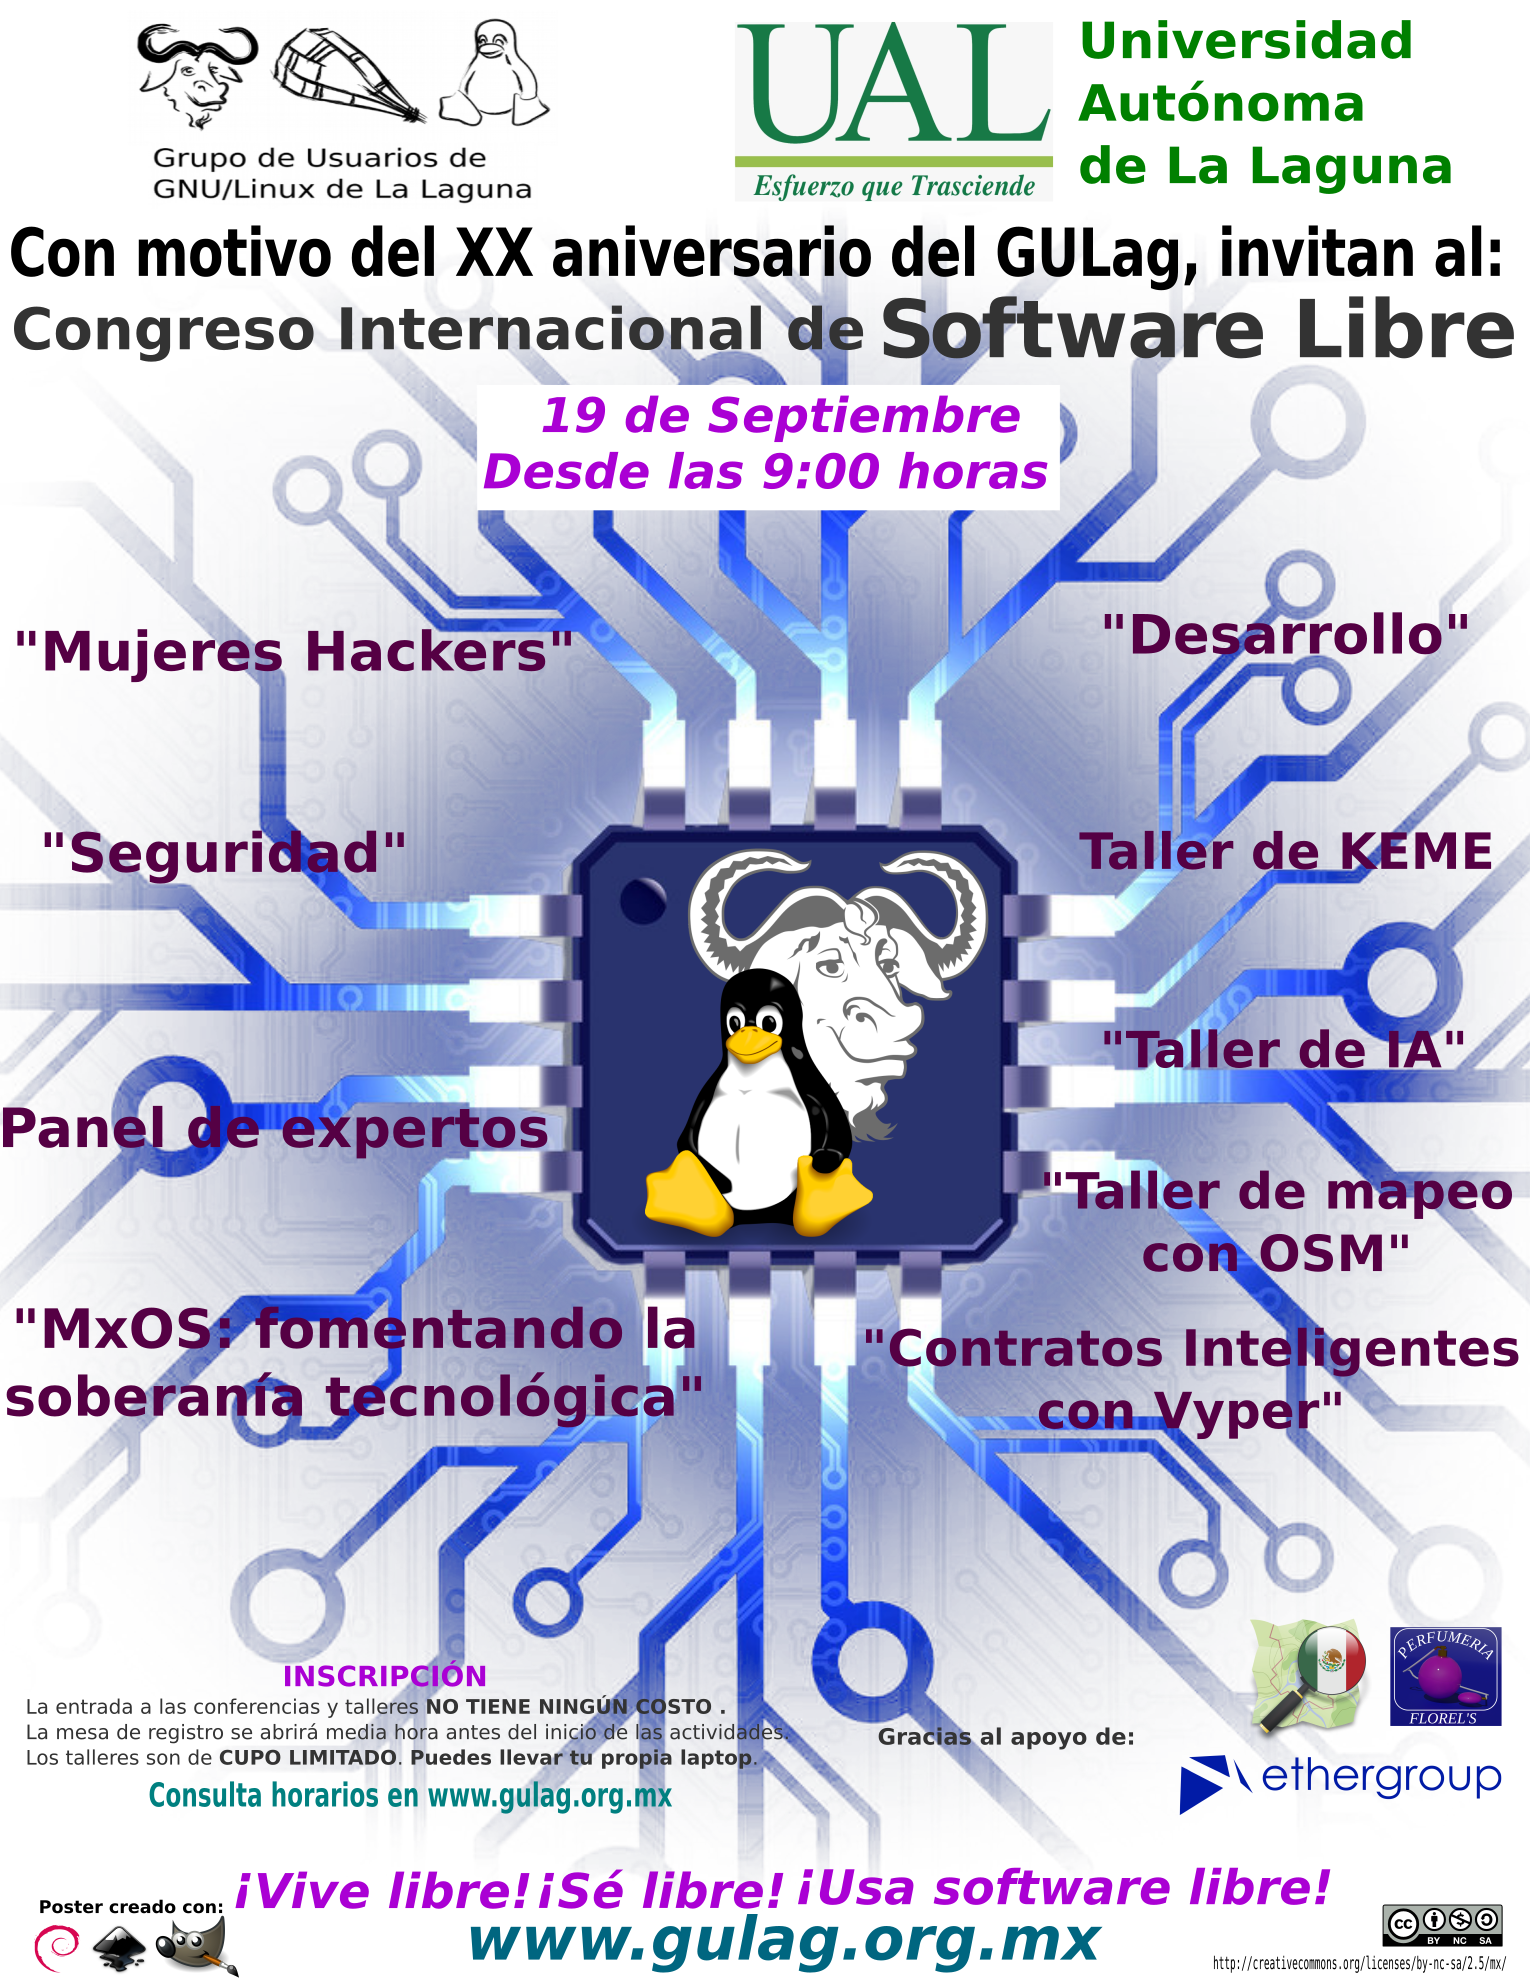 Grupo de Usuarios de
GNU/Linux de La Laguna
UAL
Esfuerzo que Trasciende
Universidad
Autónoma
de La Laguna
Con motivo del XX aniversario del GULag, invitan al:
Congreso Internacional de Software Libre
19 de Septiembre
Desde las 9:00 horas
"Mujeres Hackers"
"Desarrollo"
"Seguridad"
Taller de KEME
"Taller de IA"
Panel de expertos
"Taller de mapeo
con OSM"
"MxOS: fomentando la
soberanía tecnológica"
"Contratos Inteligentes
con Vyper"
INSCRIPCIÓN
La entrada a las conferencias y talleres NO TIENE NINGÚN COSTO .
La mesa de registro se abrirá media hora antes del inicio de las actividades.
Los talleres son de CUPO LIMITADO. Puedes llevar tu propia laptop.
Consulta horarios en www.gulag.org.mx
Gracias al apoyo de:
PERFUMERIA
FLOREL'S
ethergroup
¡Vive libre! ¡Sé libre! ¡Usa software libre!
www.gulag.org.mx
Poster creado con:
cc
BY NC SA
http://creativecommons.org/licenses/by-nc-sa/2.5/mx/